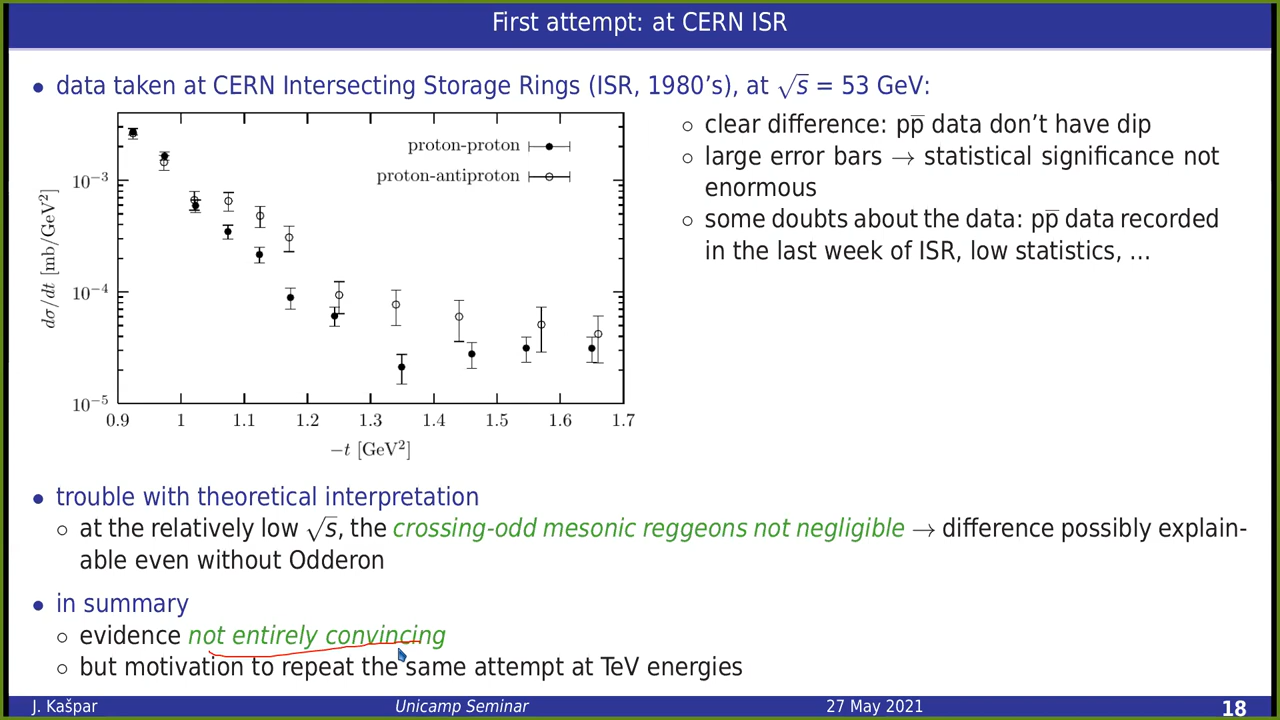 First attempt: at CERN ISR
• data taken at CERN Intersecting Storage Rings (ISR, 1980's), at √s = 53 GeV:
proton-proton
proton-antiproton
10⁻³
10⁻⁴
10⁻⁵
dσ/dt [mb/GeV²]
0.9 1 1.1 1.2 1.3 1.4 1.5 1.6 1.7
−t [GeV²]
○ clear difference: pp̅ data don't have dip
○ large error bars → statistical significance not
enormous
○ some doubts about the data: pp̅ data recorded
in the last week of ISR, low statistics, ...
• trouble with theoretical interpretation
○ at the relatively low √s, the crossing-odd mesonic reggeons not negligible → difference possibly explain-
able even without Odderon
• in summary
○ evidence not entirely convincing
○ but motivation to repeat the same attempt at TeV energies
J. Kašpar Unicamp Seminar 27 May 2021 18